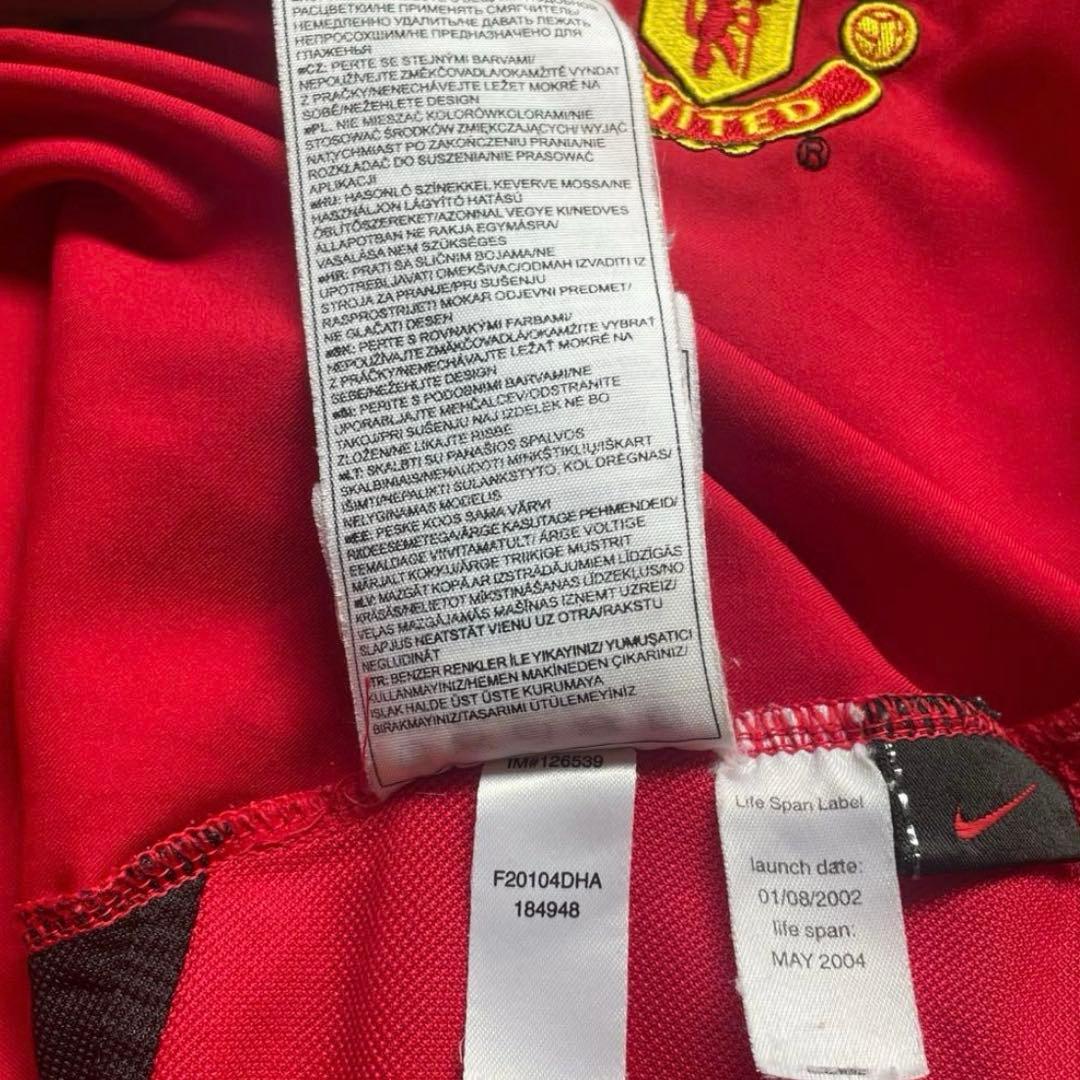 РАСЦВЕТКИ/НЕ ПРИМЕНЯТЬ СМЯГЧИТЕЛЬ/
НЕМЕДЛЕННО УДАЛИТЬ/НЕ ДАВАТЬ ЛЕЖАТЬ
НЕПРОСОХШИМ/НЕ ПРЕДНАЗНАЧЕНО ДЛЯ
ГЛАЖЕНЬЯ
CZ: PERTE SE STEJNÝMI BARVAMI/
NEPOUŽÍVEJTE ZMĚKČOVADLA/OKAMŽITĚ VYNDAT
Z PRAČKY/NENECHÁVEJTE LEŽET MOKRÉ NA
SOBĚ/NEŽEHLETE DESIGN
PL: NIE MIESZAĆ KOLORÓWKOLORAMI/NIE
STOSOWAĆ ŚRODKÓW ZMIĘKCZAJĄCYCH/ WYJĄĆ
NATYCHMIAST PO ZAKOŃCZENIU PRANIA/NIE
ROZKŁADAĆ DO SUSZENIA/NIE PRASOWAĆ
APLIKACJI
HU: HASONLÓ SZÍNEKKEL KEVERVE MOSSA/NE
HASZNÁLJON LÁGYÍTÓ HATÁSÚ
ÖBLÍTŐSZEREKET/AZONNAL VEGYE KI/NEDVES
ÁLLAPOTBAN NE RAKJA EGYMÁSRA/
VASALÁSA NEM SZÜKSÉGES
HR: PRATI SA SLIČNIM BOJAMA/NE
UPOTREBLJAVATI OMEKŠIVAC/ODMAH IZVADITI IZ
STROJA ZA PRANJE/PRI SUŠENJU
RASPROSTRIJETI MOKAR ODJEVNI PREDMET/
NE GLAČATI DESEN
SK: PERTE S ROVNAKÝMI FARBAMI/
NEPOUŽÍVAJTE ZMÄKČOVADLÁ/OKAMŽITE VYBRAŤ
Z PRÁČKY/NENECHÁVAJTE LEŽAŤ MOKRÉ NA
SEBE/NEŽEHLITE DESIGN
SI: PERITE S PODOBNIMI BARVAMI/NE
UPORABLJAJTE MEHČALCEV/ODSTRANITE
TAKOJ/PRI SUŠENJU NAJ IZDELEK NE BO
ZLOŽEN/NE LIKAJTE RISBE
LT: SKALBTI SU PANAŠIOS SPALVOS
SKALBINIAIS/NENAUDOTI MINKŠTIKLIŲ/IŠKART
IŠIMTI/NEPALIKTI SULANKSTYTO, KOL DRĖGNAS/
NELYGINAMAS MODELIS
EE: PESKE KOOS SAMA VÄRVI
RIIDEESEMETEGA/ÄRGE KASUTAGE PEHMENDEID/
EEMALDAGE VIIVITAMATULT/ ÄRGE VOLTIGE
MÄRJALT KOKKU/ÄRGE TRIIKIGE MUSTRIT
LV: MAZGĀT KOPĀ AR IZSTRĀDĀJUMIEM LĪDZĪGĀS
KRĀSĀS/NELIETOT MĪKSTINĀŠANAS LĪDZEKĻUS/NO
VEĻAS MAZGĀJAMĀS MAŠĪNAS IZŅEMT UZREIZ/
SLAPJUS NEATSTĀT VIENU UZ OTRA/RAKSTU
NEGLUDINĀT
TR: BENZER RENKLER İLE YIKAYINIZ/ YUMUŞATICI
KULLANMAYINIZ/HEMEN MAKİNEDEN ÇIKARINIZ/
ISLAK HALDE ÜST ÜSTE KURUMAYA
BIRAKMAYINIZ/TASARIMI ÜTÜLEMEYİNİZ
NITED
®
IM#126539
F20104DHA
184948
Life Span Label
launch date:
01/08/2002
life span:
MAY 2004